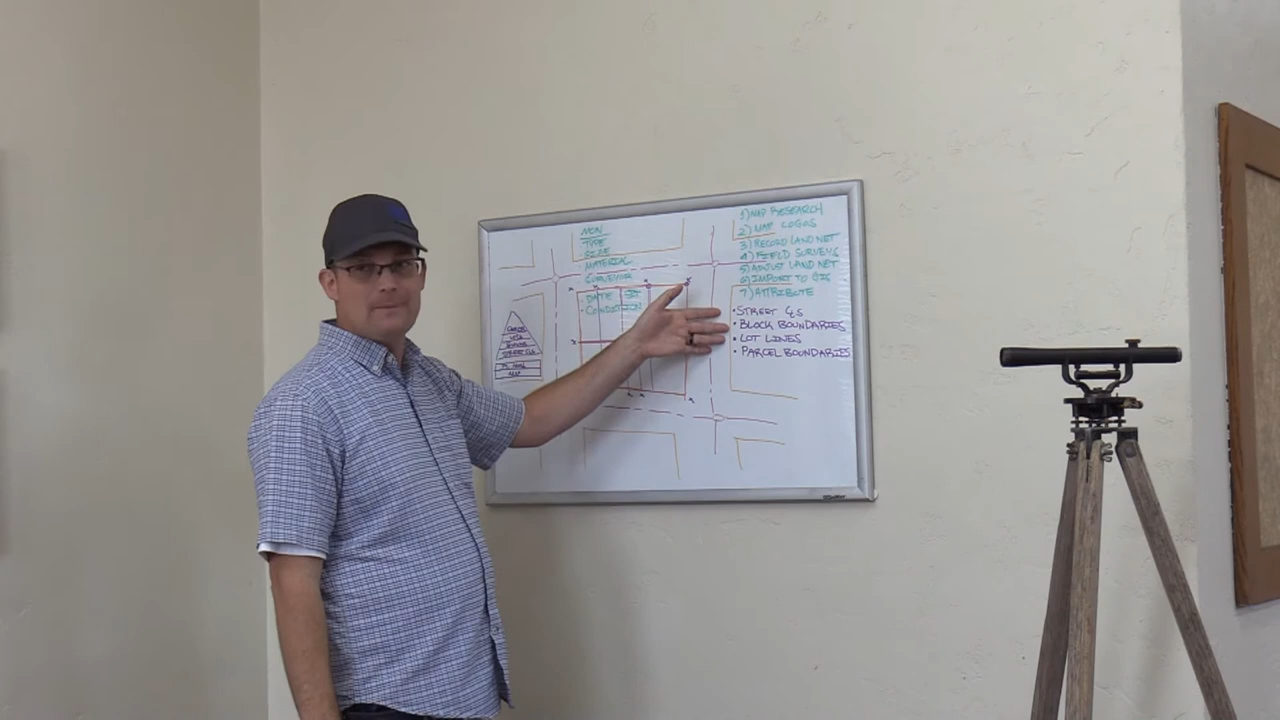 MON
TYPE
SIZE
MATERIAL
SURVEYOR
DATE SET
• CONDITION
1) MAP RESEARCH
2) MAP COGOS
3) RECORD LAND NET
4) FIELD SURVEYS
5) ADJUST LAND NET
6) IMPORT TO GIS
7) ATTRIBUTE
• STREET ℄s
• BLOCK BOUNDARIES
• LOT LINES
• PARCEL BOUNDARIES